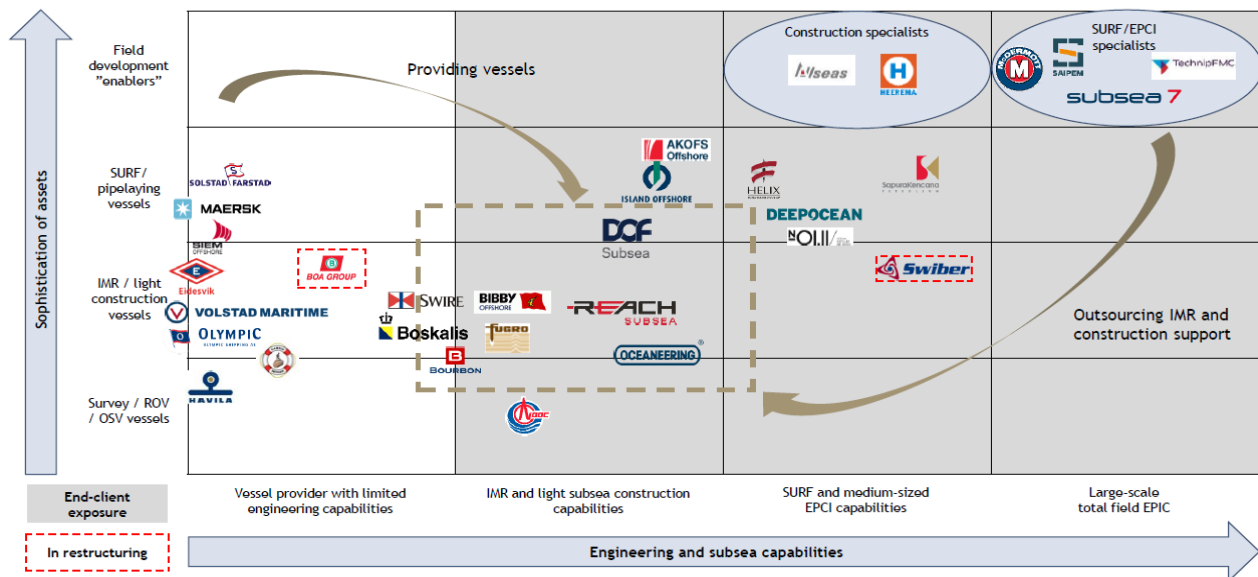 Field
development
"enablers"
Providing vessels
Construction specialists
Allseas
H
HEEREMA
SURF/EPCI
specialists
McDERMOTT
M
SAIPEM
TechnipFMC
subsea 7
Sophistication of assets
SURF/
pipelaying
vessels
S
SOLSTAD FARSTAD
MAERSK
SIEM
OFFSHORE
AKOFS
Offshore
ISLAND OFFSHORE
DOF
Subsea
HELIX
SapuraKencana
PETROLEUM
DEEPOCEAN
IMR / light
construction
vessels
E
Eidesvik
B
BOA GROUP
V
VOLSTAD MARITIME
O
OLYMPIC
OLYMPIC SHIPPING AS
SWIRE
Boskalis
BIBBY
OFFSHORE
FUGRO
REACH
SUBSEA
OCEANEERING®
Swiber
Outsourcing IMR and
construction support
Survey / ROV
/ OSV vessels
HAVILA
B
BOURBON
End-client
exposure
Vessel provider with limited
engineering capabilities
IMR and light subsea construction
capabilities
SURF and medium-sized
EPCI capabilities
Large-scale
total field EPIC
In restructuring
Engineering and subsea capabilities